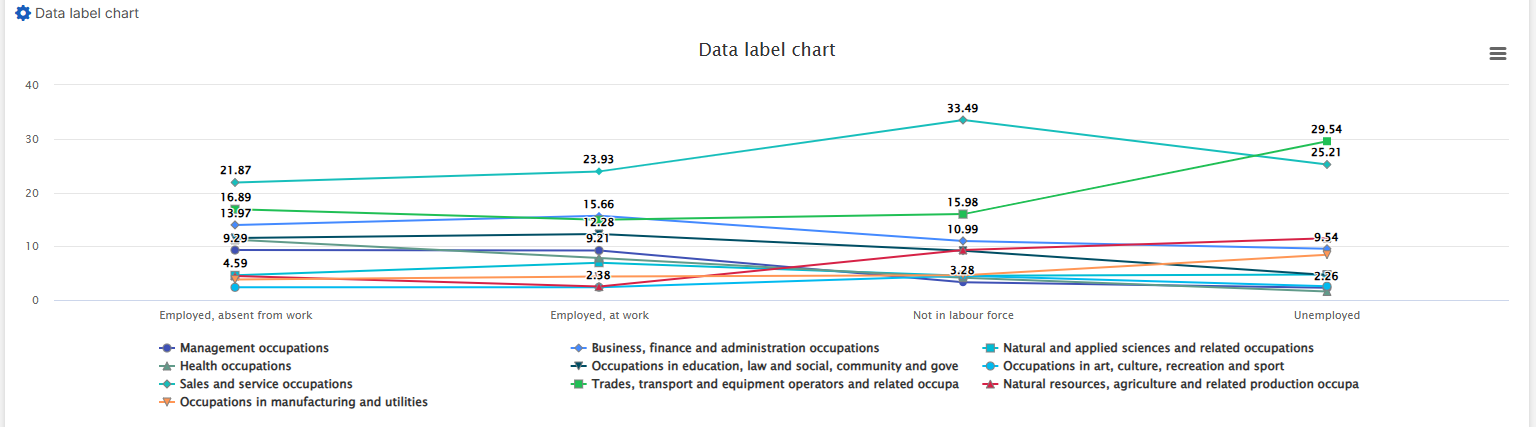 Data label chart
Data label chart
40
30
20
10
0
21.87
16.89
13.97
9.29
4.59
23.93
15.66
12.28
9.21
2.38
33.49
15.98
10.99
3.28
29.54
25.21
9.54
Employed, absent from work
Employed, at work
Not in labour force
Unemployed
Management occupations
Business, finance and administration occupations
Natural and applied sciences and related occupations
Health occupations
Occupations in education, law and social, community and gove
Occupations in art, culture, recreation and sport
Sales and service occupations
Trades, transport and equipment operators and related occupa
Natural resources, agriculture and related production occupa
Occupations in manufacturing and utilities